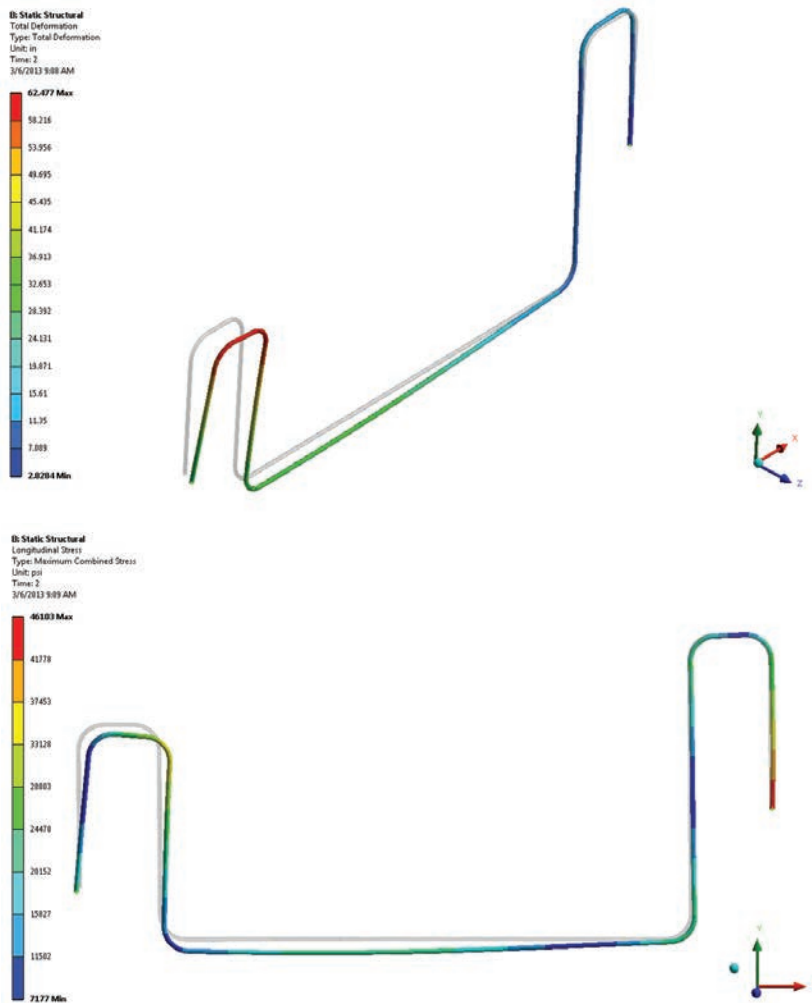 B: Static Structural
Total Deformation
Type: Total Deformation
Unit: in
Time: 2
3/6/2013 9:08 AM
62.477 Max
58.216
53.956
49.695
45.435
41.174
36.913
32.653
28.392
24.131
19.871
15.61
11.35
7.089
2.8284 Min
Y
X
Z
B: Static Structural
Longitudinal Stress
Type: Maximum Combined Stress
Unit: psi
Time: 2
3/6/2013 9:09 AM
46103 Max
41778
37453
33128
28803
24478
20152
15827
11502
7177 Min
Y